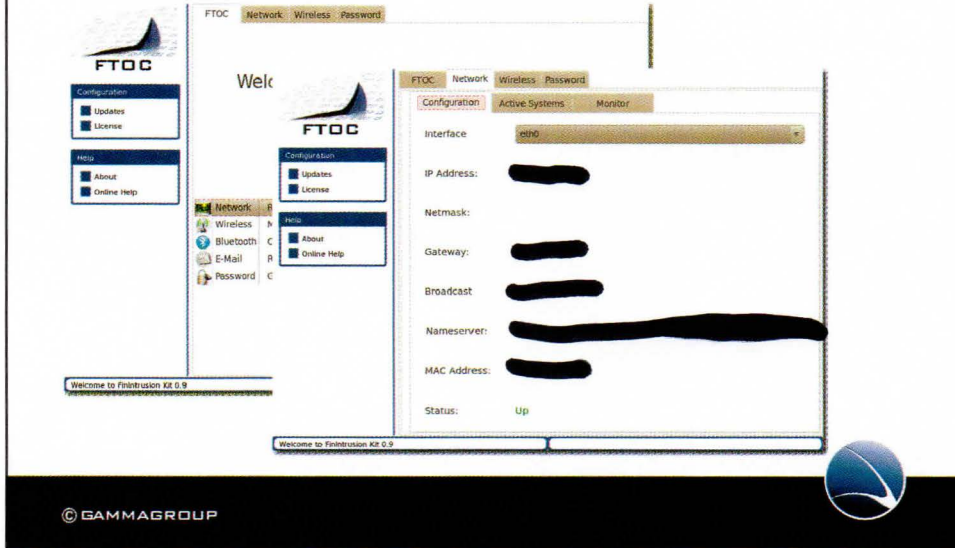 FTOC Network Wireless Password
FTOC
Configuration
Updates
License
Help
About
Online Help
Welc
Network
Wireless
Bluetooth
E-Mail
Password
Welcome to FinIntrusion Kit 0.9
FTOC
Configuration
Updates
License
Help
About
Online Help
FTOC Network Wireless Password
Configuration Active Systems Monitor
Interface eth0
IP Address:
Netmask:
Gateway:
Broadcast
Nameserver:
MAC Address:
Status: Up
Welcome to FinIntrusion Kit 0.9
© GAMMAGROUP